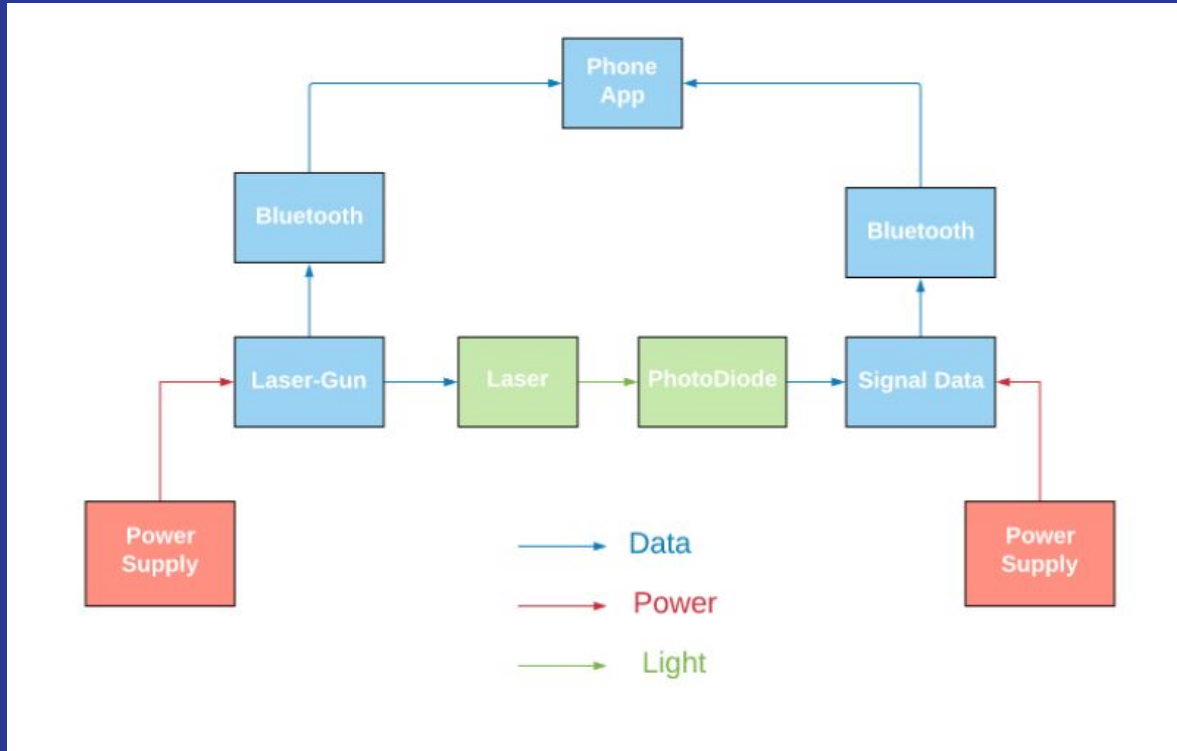 Phone
App
Bluetooth
Bluetooth
Laser-Gun
Laser
PhotoDiode
Signal Data
Power
Supply
Power
Supply
Data
Power
Light